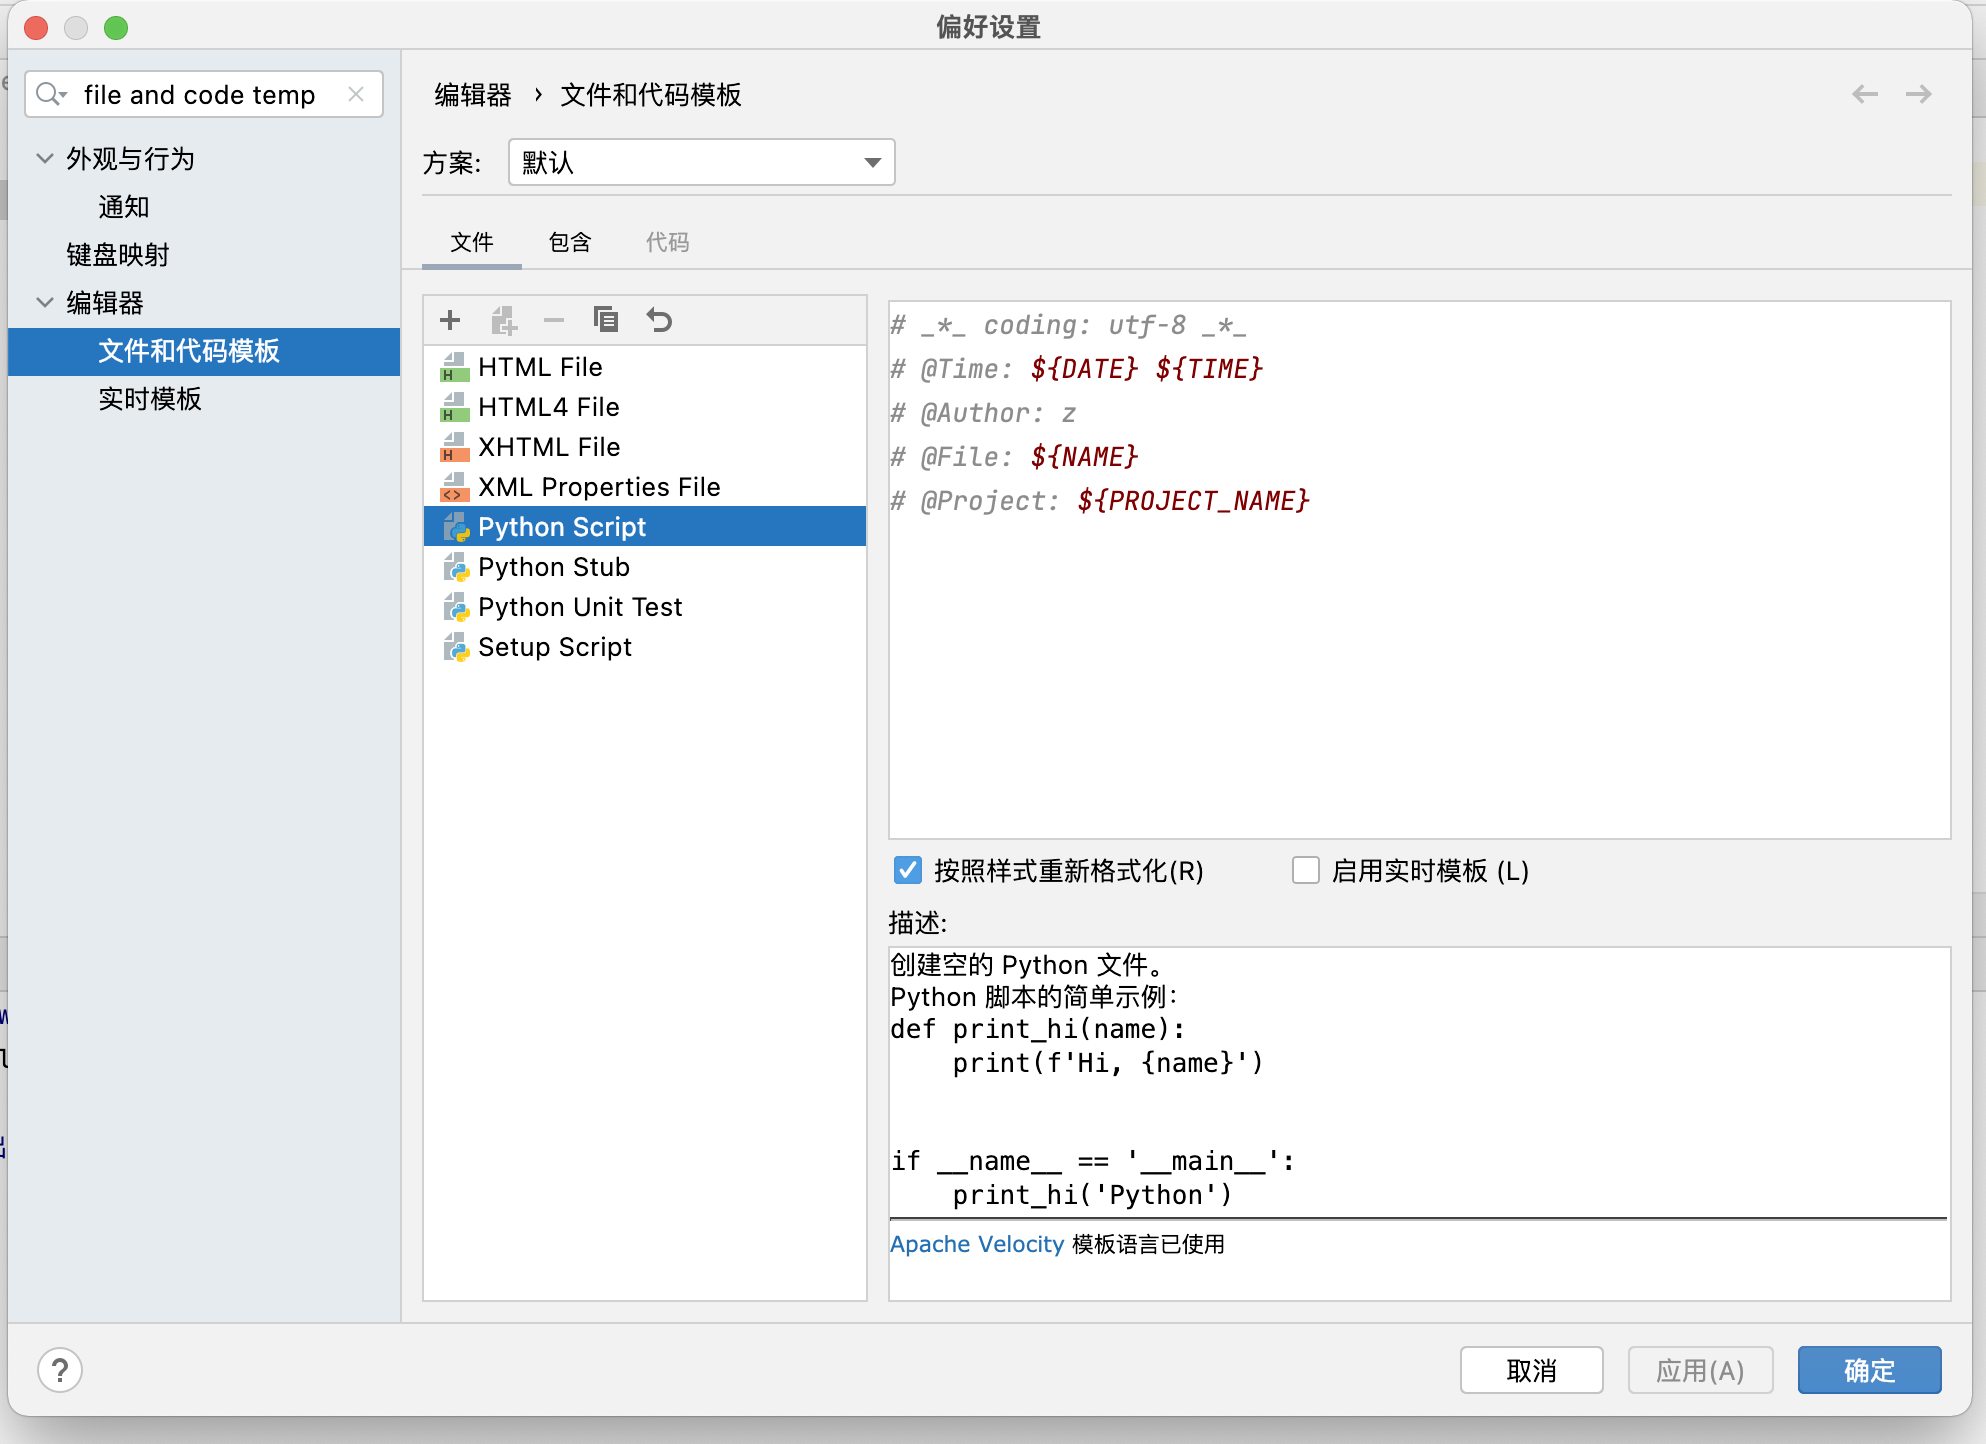 偏好设置
file and code temp
外观与行为
通知
键盘映射
编辑器
文件和代码模板
实时模板
编辑器 › 文件和代码模板
方案:
默认
文件 包含 代码
HTML File
HTML4 File
XHTML File
XML Properties File
Python Script
Python Stub
Python Unit Test
Setup Script
# _*_ coding: utf-8 _*_
# @Time: ${DATE} ${TIME}
# @Author: z
# @File: ${NAME}
# @Project: ${PROJECT_NAME}
按照样式重新格式化(R)
启用实时模板 (L)
描述:
创建空的 Python 文件。
Python 脚本的简单示例：
def print_hi(name):
    print(f'Hi, {name}')
if __name__ == '__main__':
    print_hi('Python')
Apache Velocity 模板语言已使用
?
取消
应用(A)
确定